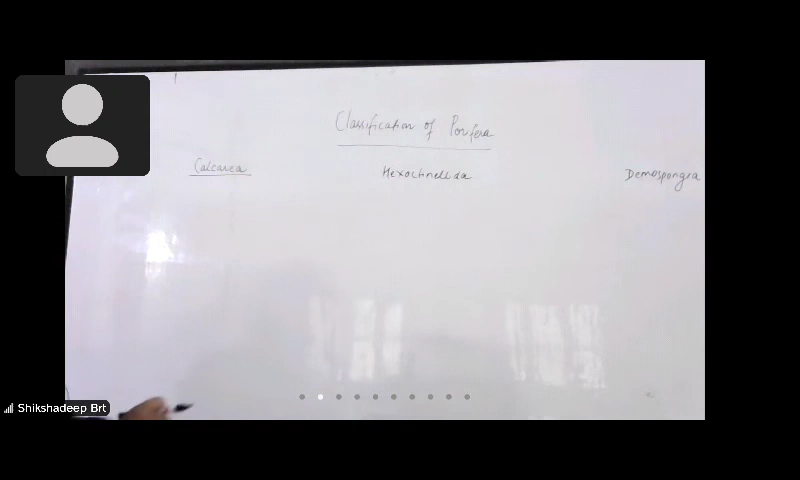 Classification of Porifera
Calcarea Hexactinellida Demospongia
Shikshadeep Brt